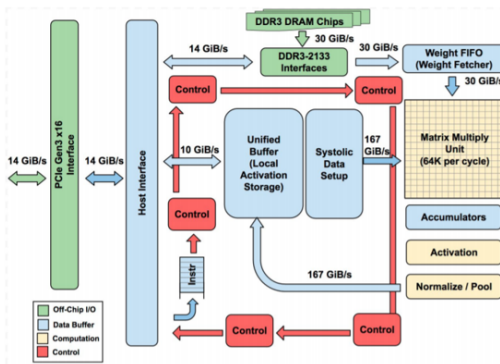 DDR3 DRAM Chips
14 GiB/s
30 GiB/s
30 GiB/s
DDR3-2133
Interfaces
Weight FIFO
(Weight Fetcher)
30 GiB/s
Control
Control
14 GiB/s
PCIe Gen3 x16
Interface
14 GiB/s
Host Interface
10 GiB/s
Unified
Buffer
(Local
Activation
Storage)
Systolic
Data
Setup
167
GiB/s
Matrix Multiply
Unit
(64K per cycle)
Control
Accumulators
Activation
Instr
167 GiB/s
Normalize / Pool
Off-Chip I/O
Data Buffer
Computation
Control
Control
Control